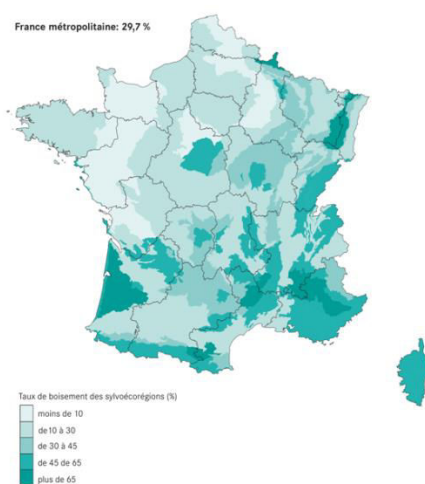 France métropolitaine: 29,7 %
Taux de boisement des sylvoécorégions (%)
moins de 10
de10 à 30
de 30 à 45
de 45 de 65
plus de 65